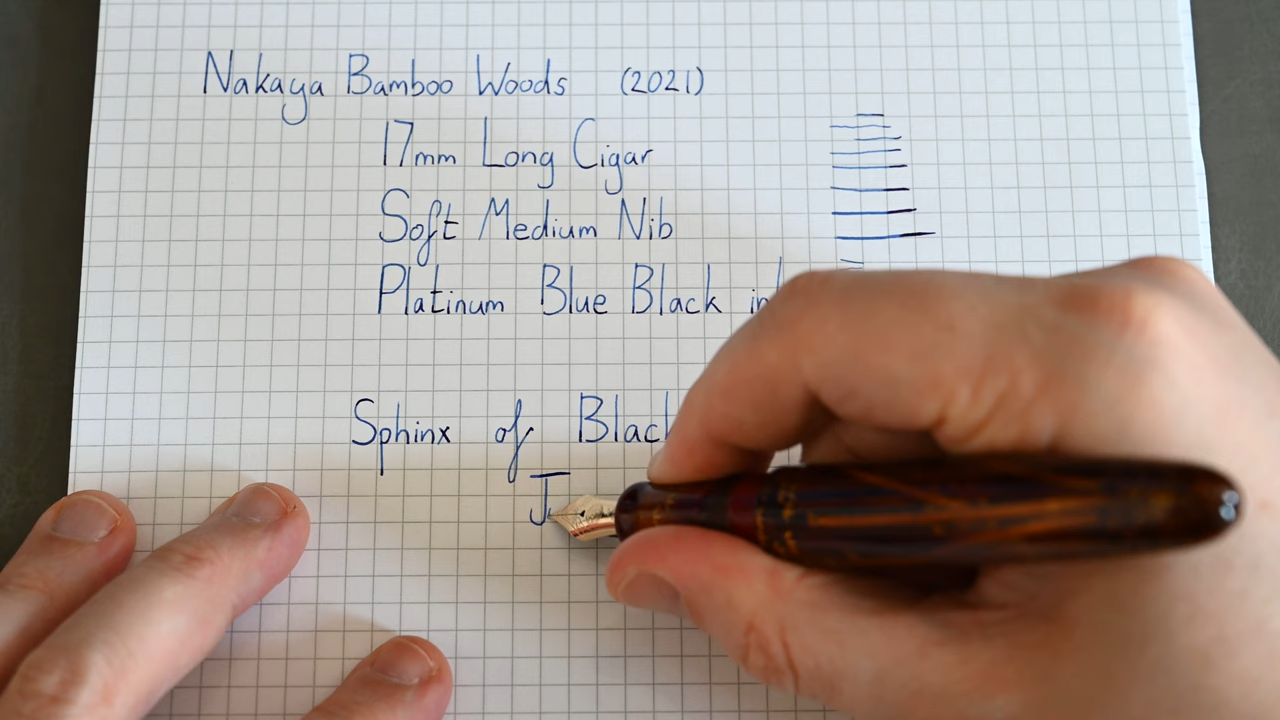 Nakaya Bamboo Woods (2021)
17mm Long Cigar
Soft Medium Nib
Platinum Blue Black
Sphinx of
J